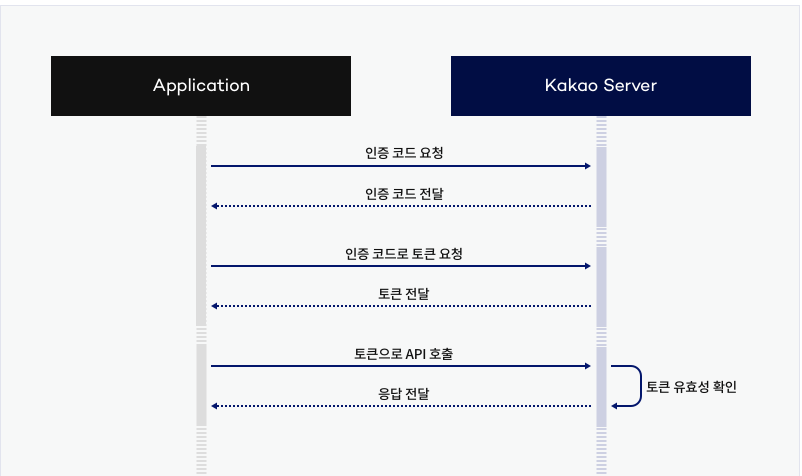 Application
Kakao Server
인증 코드 요청
인증 코드 전달
인증 코드로 토큰 요청
토큰 전달
토큰으로 API 호출
토큰 유효성 확인
응답 전달